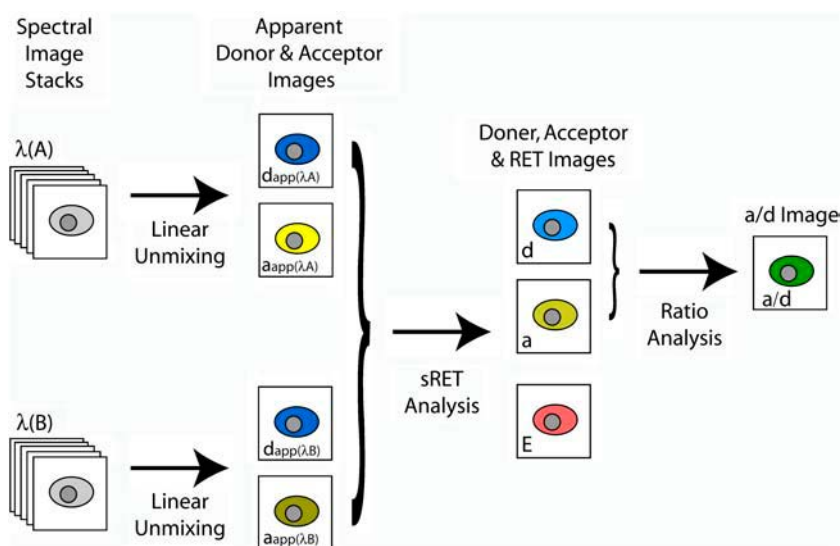 Spectral
Image
Stacks
Apparent
Donor & Acceptor
Images
λ(A)
Linear
Unmixing
dapp(λA)
aapp(λA)
λ(B)
Linear
Unmixing
dapp(λB)
aapp(λB)
sRET
Analysis
Doner, Acceptor
& RET Images
d
a
E
Ratio
Analysis
a/d Image
a/d